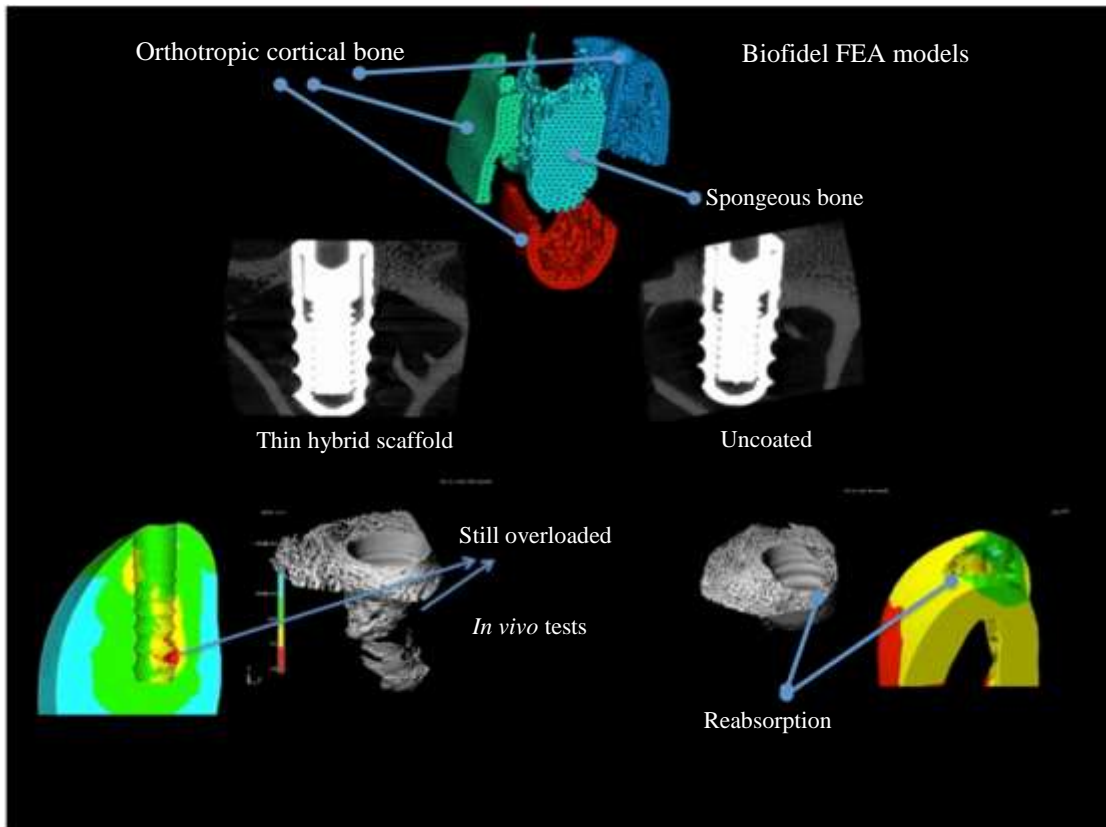 Orthotropic cortical bone
Biofidel FEA models
Spongeous bone
Thin hybrid scaffold
Uncoated
Still overloaded
In vivo tests
Reabsorption